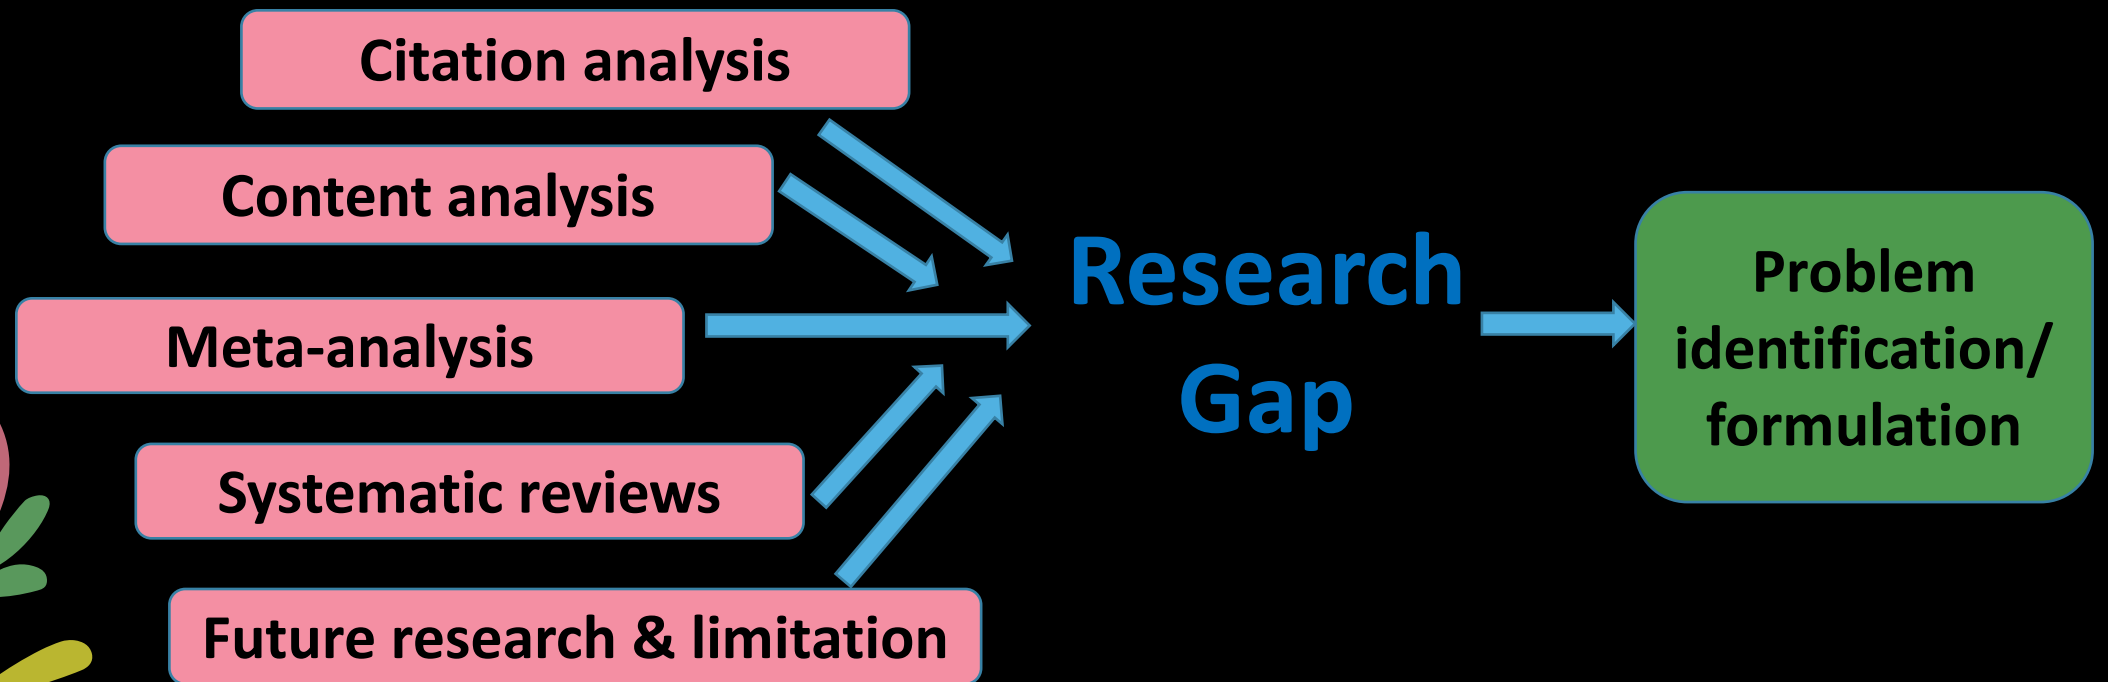 Citation analysis
Content analysis
Meta-analysis
Systematic reviews
Future research & limitation
Research
Gap
Problem
identification/
formulation